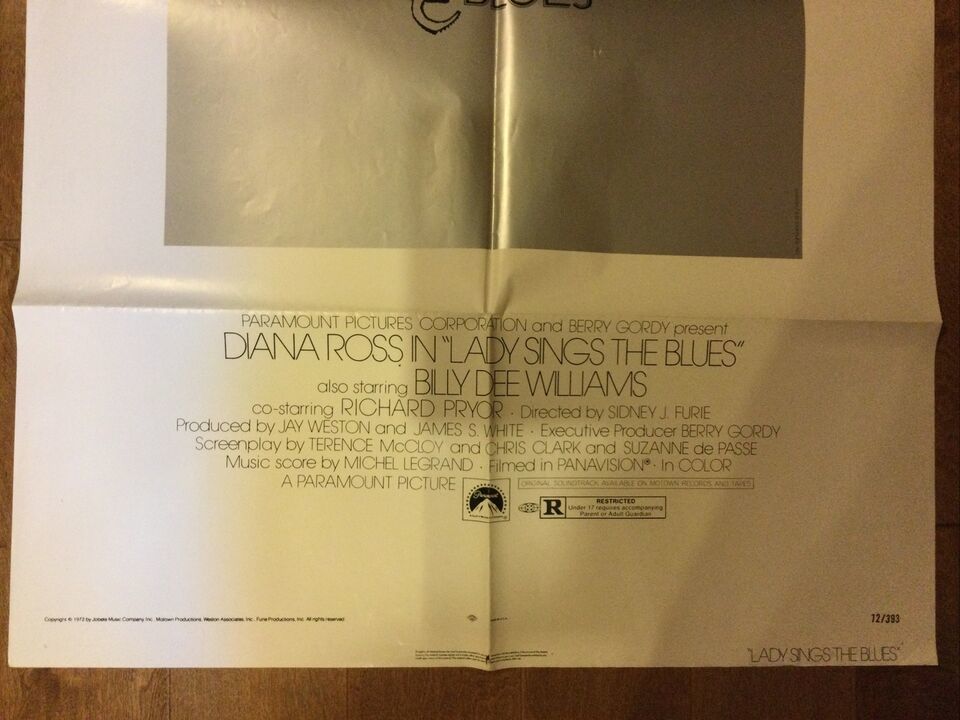 BLUES
PARAMOUNT PICTURES CORPORATION and BERRY GORDY present
DIANA ROSS IN "LADY SINGS THE BLUES"
also starring BILLY DEE WILLIAMS
co-starring RICHARD PRYOR · Directed by SIDNEY J. FURIE
Produced by JAY WESTON and JAMES S. WHITE · Executive Producer BERRY GORDY
Screenplay by TERENCE McCLOY and CHRIS CLARK and SUZANNE de PASSE
Music score by MICHEL LEGRAND · Filmed in PANAVISION® · In COLOR
A PARAMOUNT PICTURE
Paramount
ORIGINAL SOUNDTRACK AVAILABLE ON MOTOWN RECORDS AND TAPES
R
RESTRICTED
Under 17 requires accompanying
Parent or Adult Guardian
Copyright © 1972 by Jobete Music Company Inc., Motown Productions, Weston Associates, Inc., Furie Productions, Inc. All rights reserved
72/393
"LADY SINGS THE BLUES"